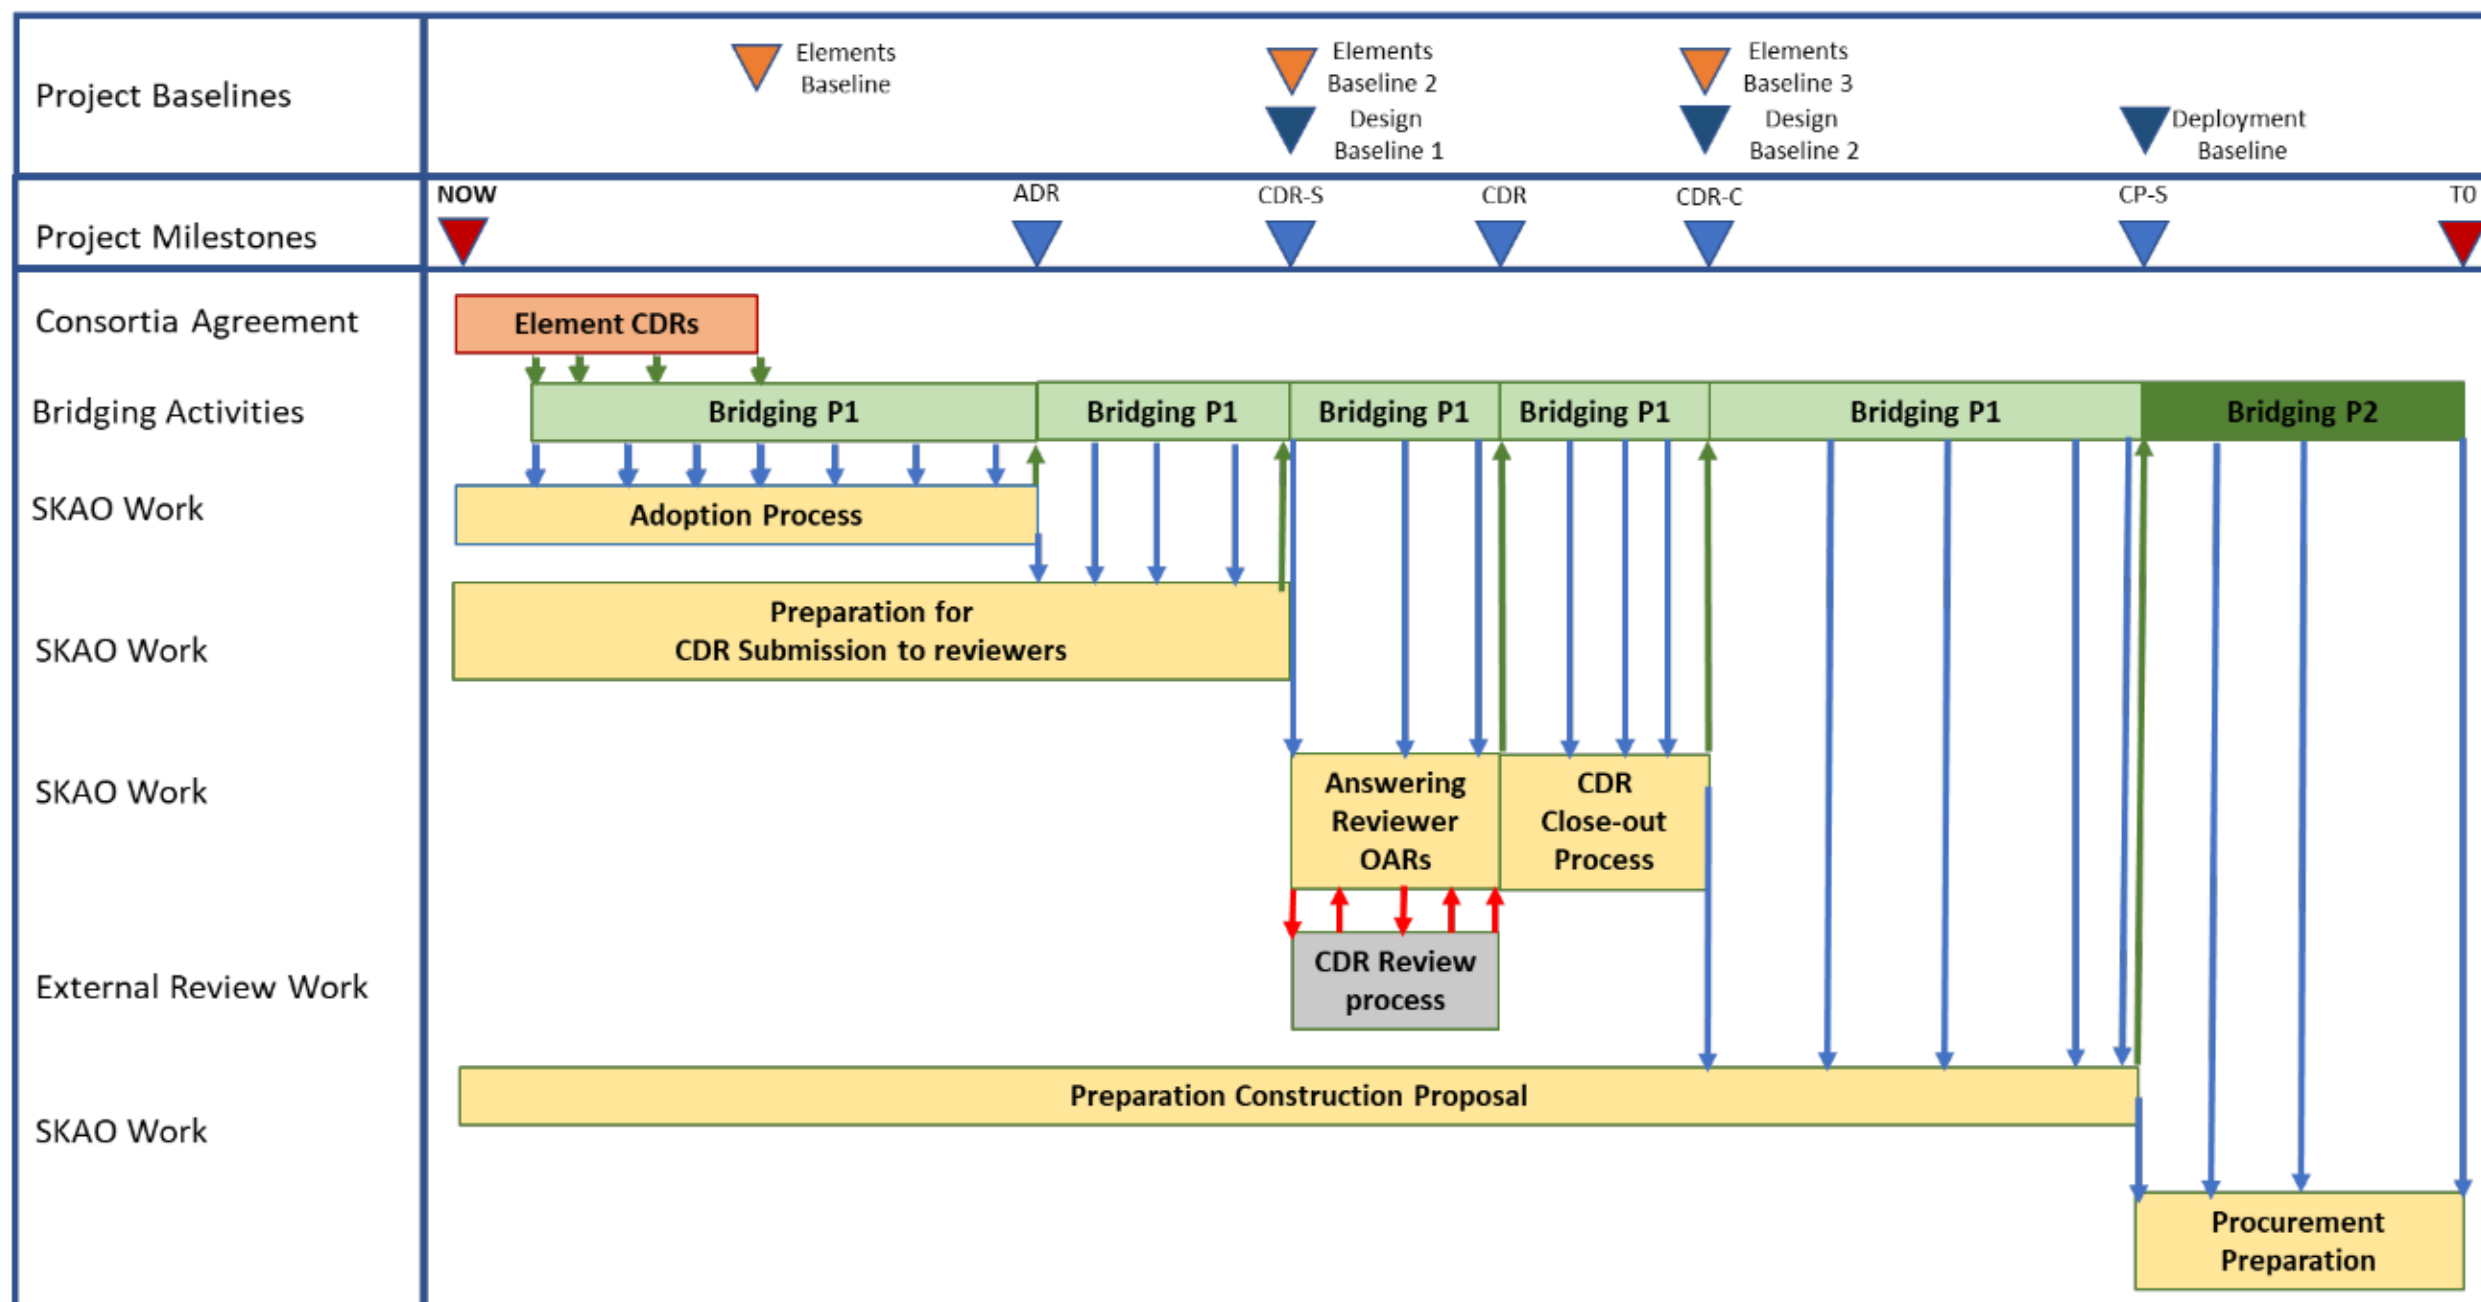 Project Baselines
Elements
Baseline
Elements
Baseline 2
Design
Baseline 1
Elements
Baseline 3
Design
Baseline 2
Deployment
Baseline
Project Milestones
NOW
ADR
CDR-S
CDR
CDR-C
CP-S
T0
Consortia Agreement
Element CDRs
Bridging Activities
Bridging P1
Bridging P1
Bridging P1
Bridging P1
Bridging P1
Bridging P2
SKAO Work
Adoption Process
SKAO Work
Preparation for
CDR Submission to reviewers
SKAO Work
Answering
Reviewer
OARs
CDR
Close-out
Process
External Review Work
CDR Review
process
SKAO Work
Preparation Construction Proposal
Procurement
Preparation